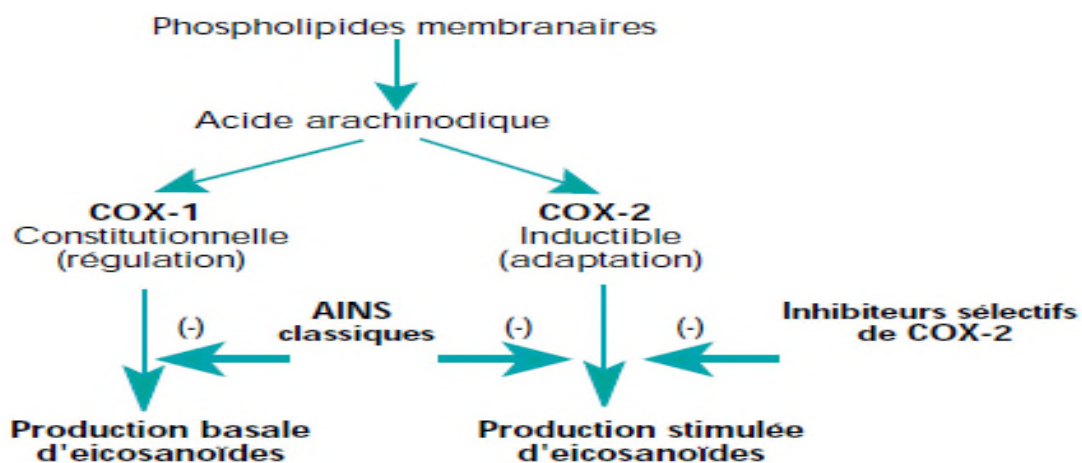 Phospholipides membranaires
Acide arachinodique
COX-1
Constitutionnelle
(régulation)
COX-2
Inductible
(adaptation)
(-)
AINS
classiques
(-)
(-)
Inhibiteurs sélectifs
de COX-2
Production basale
d'eicosanoïdes
Production stimulée
d'eicosanoïdes